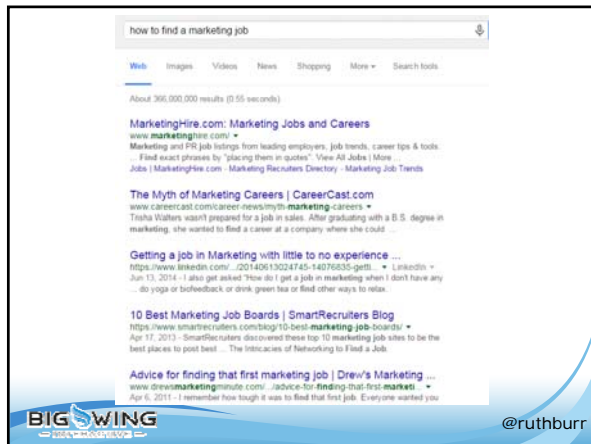 how to find a marketing job
Web Images Videos News Shopping More Search tools
About 366,000,000 results (0.55 seconds)
MarketingHire.com: Marketing Jobs and Careers
www.marketinghire.com/
Marketing and PR job listings from leading employers, job trends, career tips & tools.
... Find exact phrases by "placing them in quotes". View All Jobs | More ...
Jobs | MarketingHire.com - Marketing Recruiters Directory - Marketing Job Trends
The Myth of Marketing Careers | CareerCast.com
www.careercast.com/career-news/myth-marketing-careers
Trisha Walters wasn't prepared for a job in sales. After graduating with a B.S. degree in
marketing, she wanted to find a career at a company where she could ...
Getting a job in Marketing with little to no experience ...
https://www.linkedin.com/.../20140613024745-14076835-getti... LinkedIn
Jun 13, 2014 - I also get asked "How do I get a job in marketing when I don't have any
... do yoga or biofeedback or drink green tea or find other ways to relax.
10 Best Marketing Job Boards | SmartRecruiters Blog
https://www.smartrecruiters.com/blog/10-best-marketing-job-boards/
Apr 17, 2013 - SmartRecruiters discovered these top 10 marketing job sites to be the
best places to post best ... The Intricacies of Networking to Find a Job.
Advice for finding that first marketing job | Drew's Marketing ...
www.drewsmarketingminute.com/.../advice-for-finding-that-first-marketi...
Apr 6, 2011 - I remember how tough it was to find that first job. Everyone wanted you
BIGWING
@ruthburr